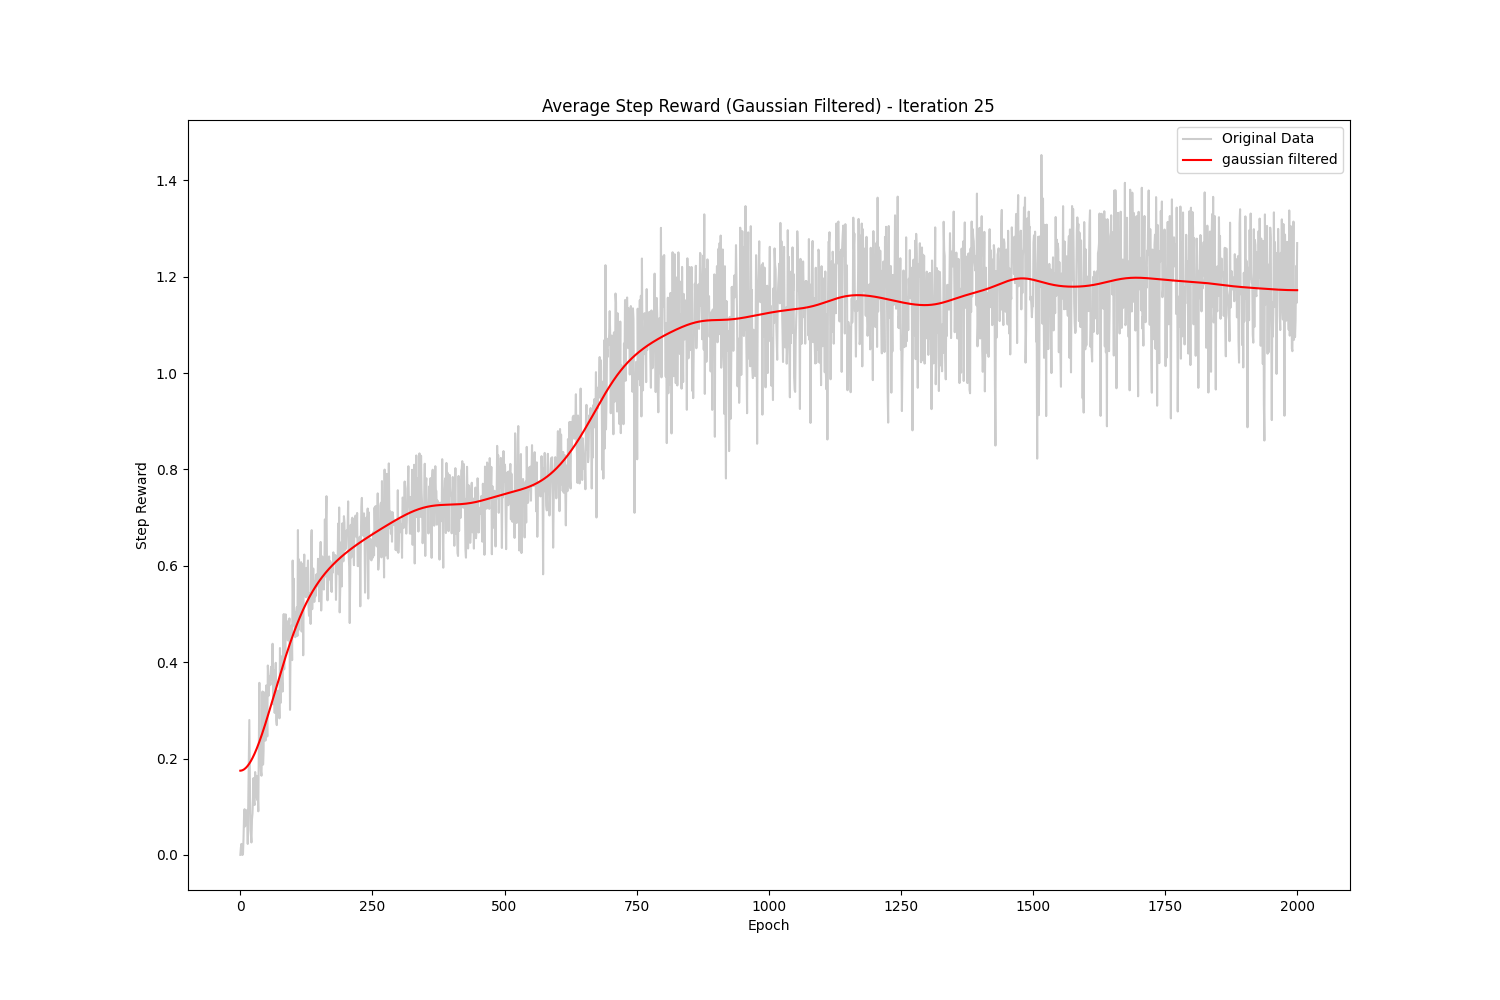 Average Step Reward (Gaussian Filtered) - Iteration 25
Original Data
gaussian filtered
1.4
1.2
1.0
0.8
0.6
0.4
0.2
0.0
Step Reward
0 250 500 750 1000 1250 1500 1750 2000
Epoch